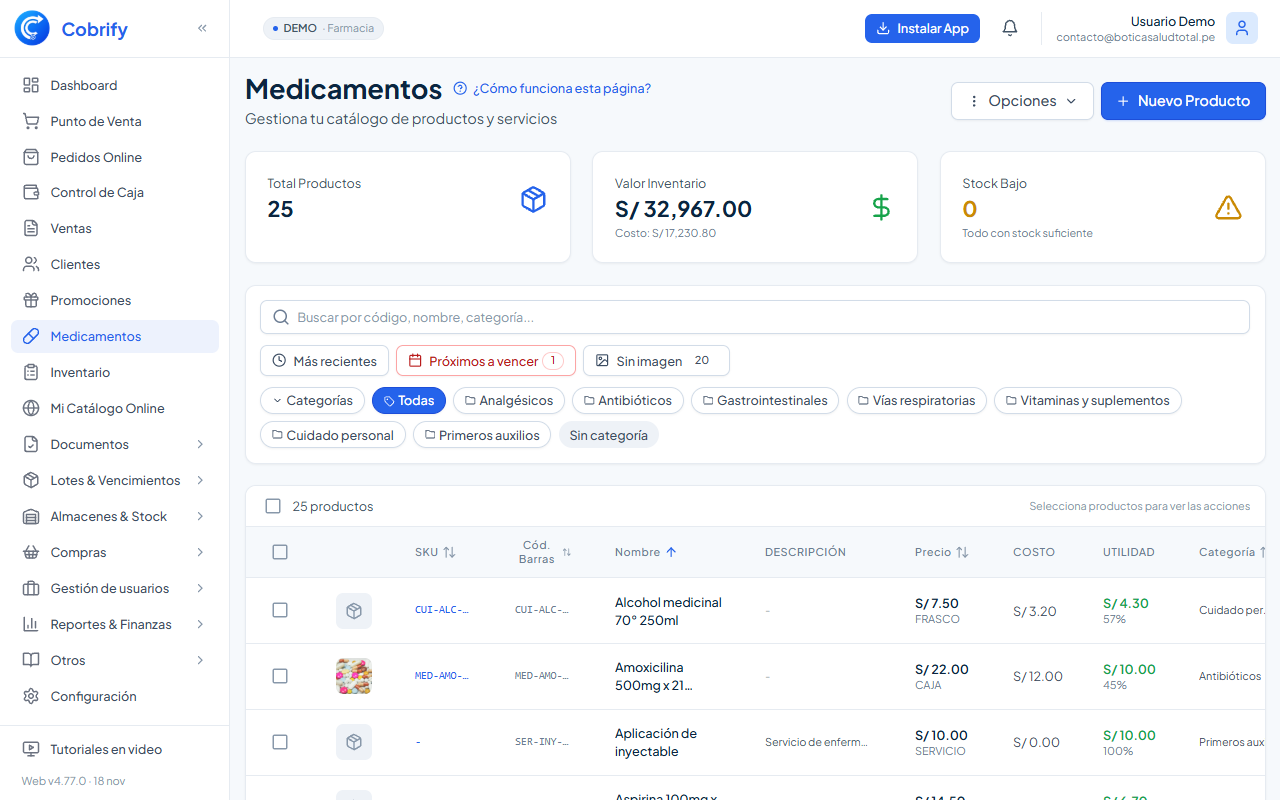 Cobrify
DEMO · Farmacia
Instalar App
Usuario Demo
contacto@boticasaludtotal.pe
Dashboard
Punto de Venta
Pedidos Online
Control de Caja
Ventas
Clientes
Promociones
Medicamentos
Inventario
Mi Catálogo Online
Documentos
Lotes & Vencimientos
Almacenes & Stock
Compras
Gestión de usuarios
Reportes & Finanzas
Otros
Configuración
Tutoriales en video
Web v4.77.0 · 18 nov
Medicamentos
¿Cómo funciona esta página?
Gestiona tu catálogo de productos y servicios
Opciones
Nuevo Producto
Total Productos
25
Valor Inventario
S/ 32,967.00
Costo: S/ 17,230.80
Stock Bajo
0
Todo con stock suficiente
Buscar por código, nombre, categoría...
Más recientes
Próximos a vencer 1
Sin imagen 20
Categorías
Todas
Analgésicos
Antibióticos
Gastrointestinales
Vías respiratorias
Vitaminas y suplementos
Cuidado personal
Primeros auxilios
Sin categoría
25 productos
Selecciona productos para ver las acciones
SKU
Cód. Barras
Nombre
DESCRIPCIÓN
Precio
COSTO
UTILIDAD
Categoría
CUI-ALC-…
CUI-ALC-…
Alcohol medicinal
70° 250ml
-
S/ 7.50
FRASCO
S/ 3.20
S/ 4.30
57%
Cuidado per.
MED-AMO-…
MED-AMO-…
Amoxicilina
500mg x 21…
-
S/ 22.00
CAJA
S/ 12.00
S/ 10.00
45%
Antibióticos
-
SER-INY-…
Aplicación de
inyectable
Servicio de enferm…
S/ 10.00
SERVICIO
S/ 0.00
S/ 10.00
100%
Primeros aux
Aspirina 100mg x
S/ 14.50